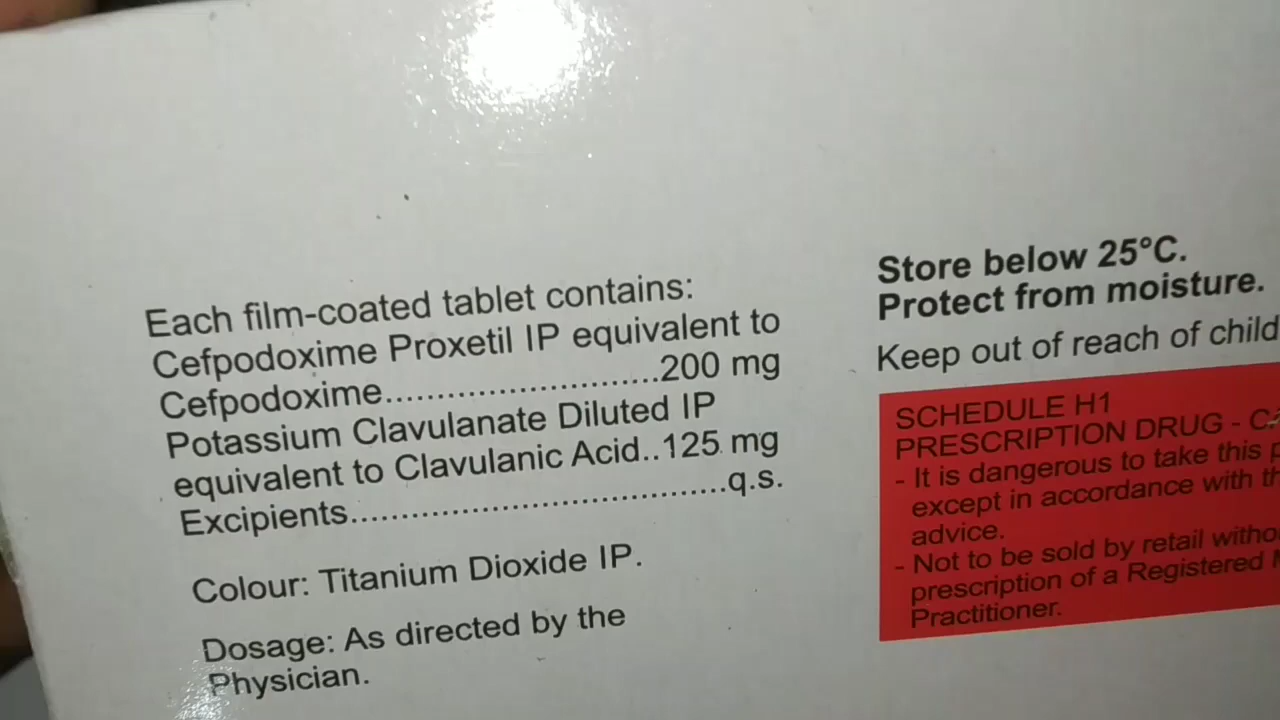 Each film-coated tablet contains:
Cefpodoxime Proxetil IP equivalent to
Cefpodoxime...........................200 mg
Potassium Clavulanate Diluted IP
equivalent to Clavulanic Acid..125 mg
Excipients.....................................q.s.
Colour: Titanium Dioxide IP.
Dosage: As directed by the
Physician.
Store below 25°C.
Protect from moisture.
Keep out of reach of child
SCHEDULE H1
PRESCRIPTION DRUG -
- It is dangerous to take this
except in accordance with
advice.
- Not to be sold by retail
prescription of a Registered
Practitioner.